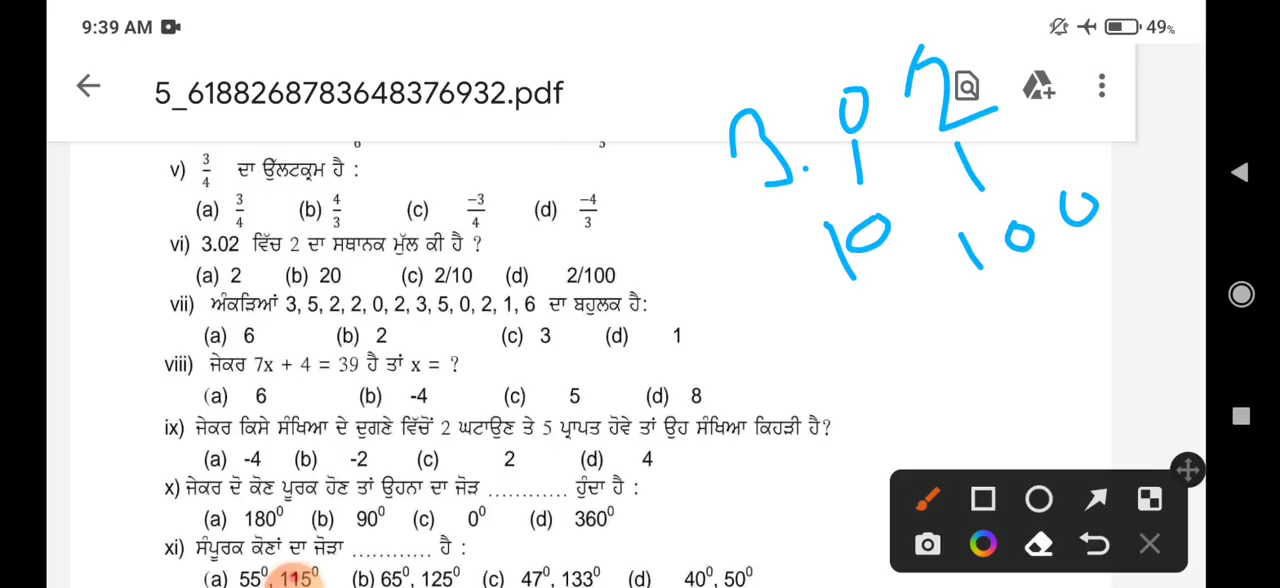 9:39 AM 49%
5_6188268783648376932.pdf
3.02
1 1
10 100
v) 3/4 ਦਾ ਉੱਲਟਕ੍ਰਮ ਹੈ :
(a) 3/4 (b) 4/3 (c) -3/4 (d) -4/3
vi) 3.02 ਵਿੱਚ 2 ਦਾ ਸਥਾਨਕ ਮੁੱਲ ਕੀ ਹੈ ?
(a) 2 (b) 20 (c) 2/10 (d) 2/100
vii) ਅੰਕੜਿਆਂ 3, 5, 2, 2, 0, 2, 3, 5, 0, 2, 1, 6 ਦਾ ਬਹੁਲਕ ਹੈ:
(a) 6 (b) 2 (c) 3 (d) 1
viii) ਜੇਕਰ 7x + 4 = 39 ਹੈ ਤਾਂ x = ?
(a) 6 (b) -4 (c) 5 (d) 8
ix) ਜੇਕਰ ਕਿਸੇ ਸੰਖਿਆ ਦੇ ਦੁਗਣੇ ਵਿੱਚੋਂ 2 ਘਟਾਉਣ ਤੇ 5 ਪ੍ਰਾਪਤ ਹੋਵੇ ਤਾਂ ਉਹ ਸੰਖਿਆ ਕਿਹੜੀ ਹੈ?
(a) -4 (b) -2 (c) 2 (d) 4
x) ਜੇਕਰ ਦੋ ਕੋਣ ਪੂਰਕ ਹੋਣ ਤਾਂ ਉਹਨਾ ਦਾ ਜੋੜ ............ ਹੁੰਦਾ ਹੈ :
(a) 180⁰ (b) 90⁰ (c) 0⁰ (d) 360⁰
xi) ਸੰਪੂਰਕ ਕੋਣਾਂ ਦਾ ਜੋੜਾ ............ ਹੈ :
(a) 55⁰, 115⁰ (b) 65⁰, 125⁰ (c) 47⁰, 133⁰ (d) 40⁰, 50⁰